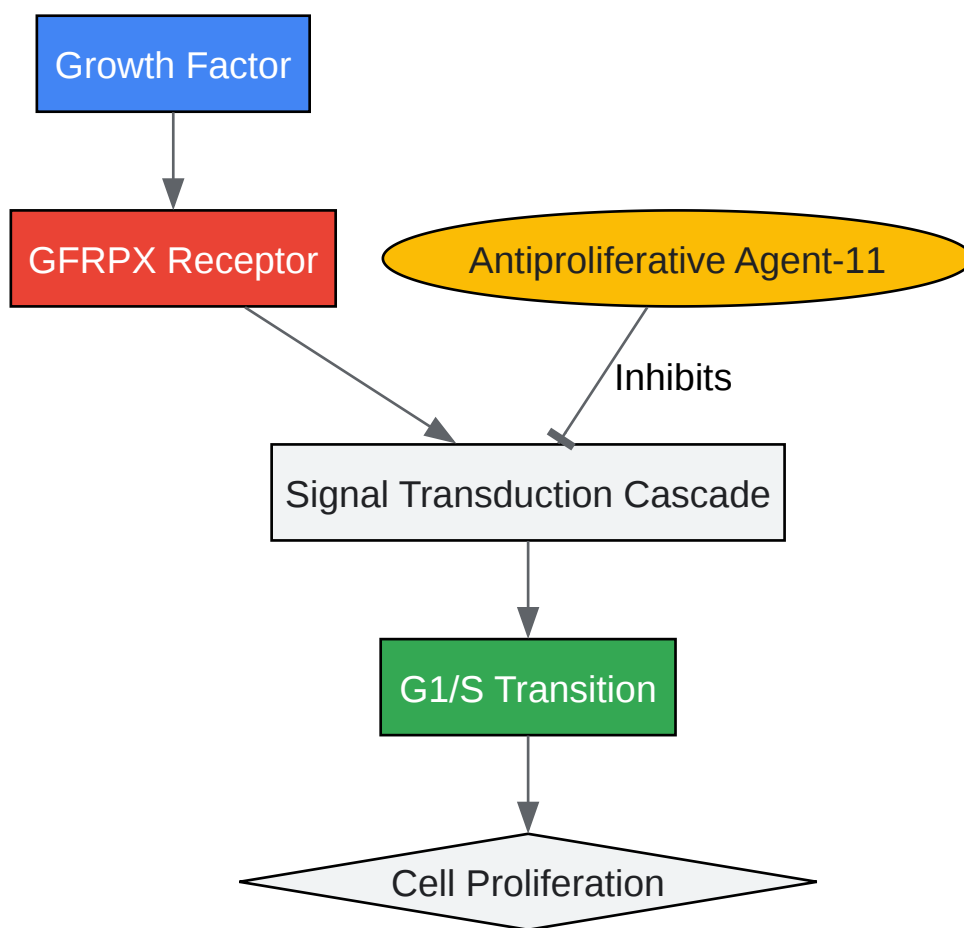 Growth Factor
GFRPX Receptor
Antiproliferative Agent-11
Inhibits
Signal Transduction Cascade
G1/S Transition
Cell Proliferation